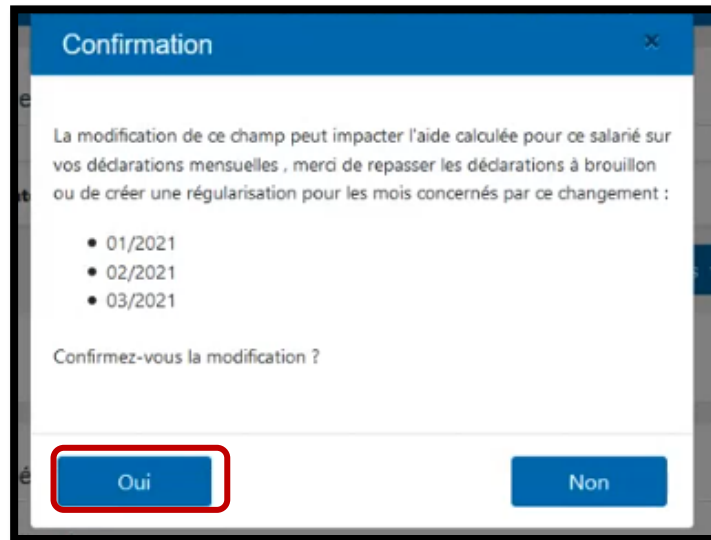 Confirmation
×
La modification de ce champ peut impacter l'aide calculée pour ce salarié sur
vos déclarations mensuelles , merci de repasser les déclarations à brouillon
ou de créer une régularisation pour les mois concernés par ce changement :
• 01/2021
• 02/2021
• 03/2021
Confirmez-vous la modification ?
Oui
Non